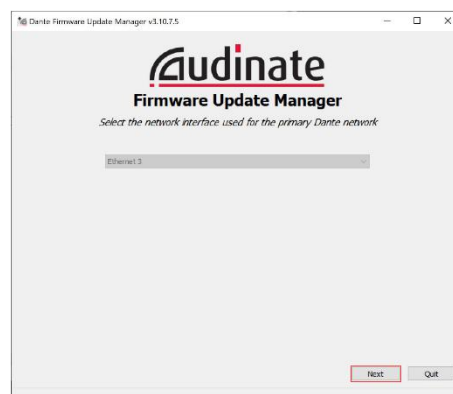 Dante Firmware Update Manager v3.10.7.5
Audinate
Firmware Update Manager
Select the network interface used for the primary Dante network
Ethernet 3
Next
Quit